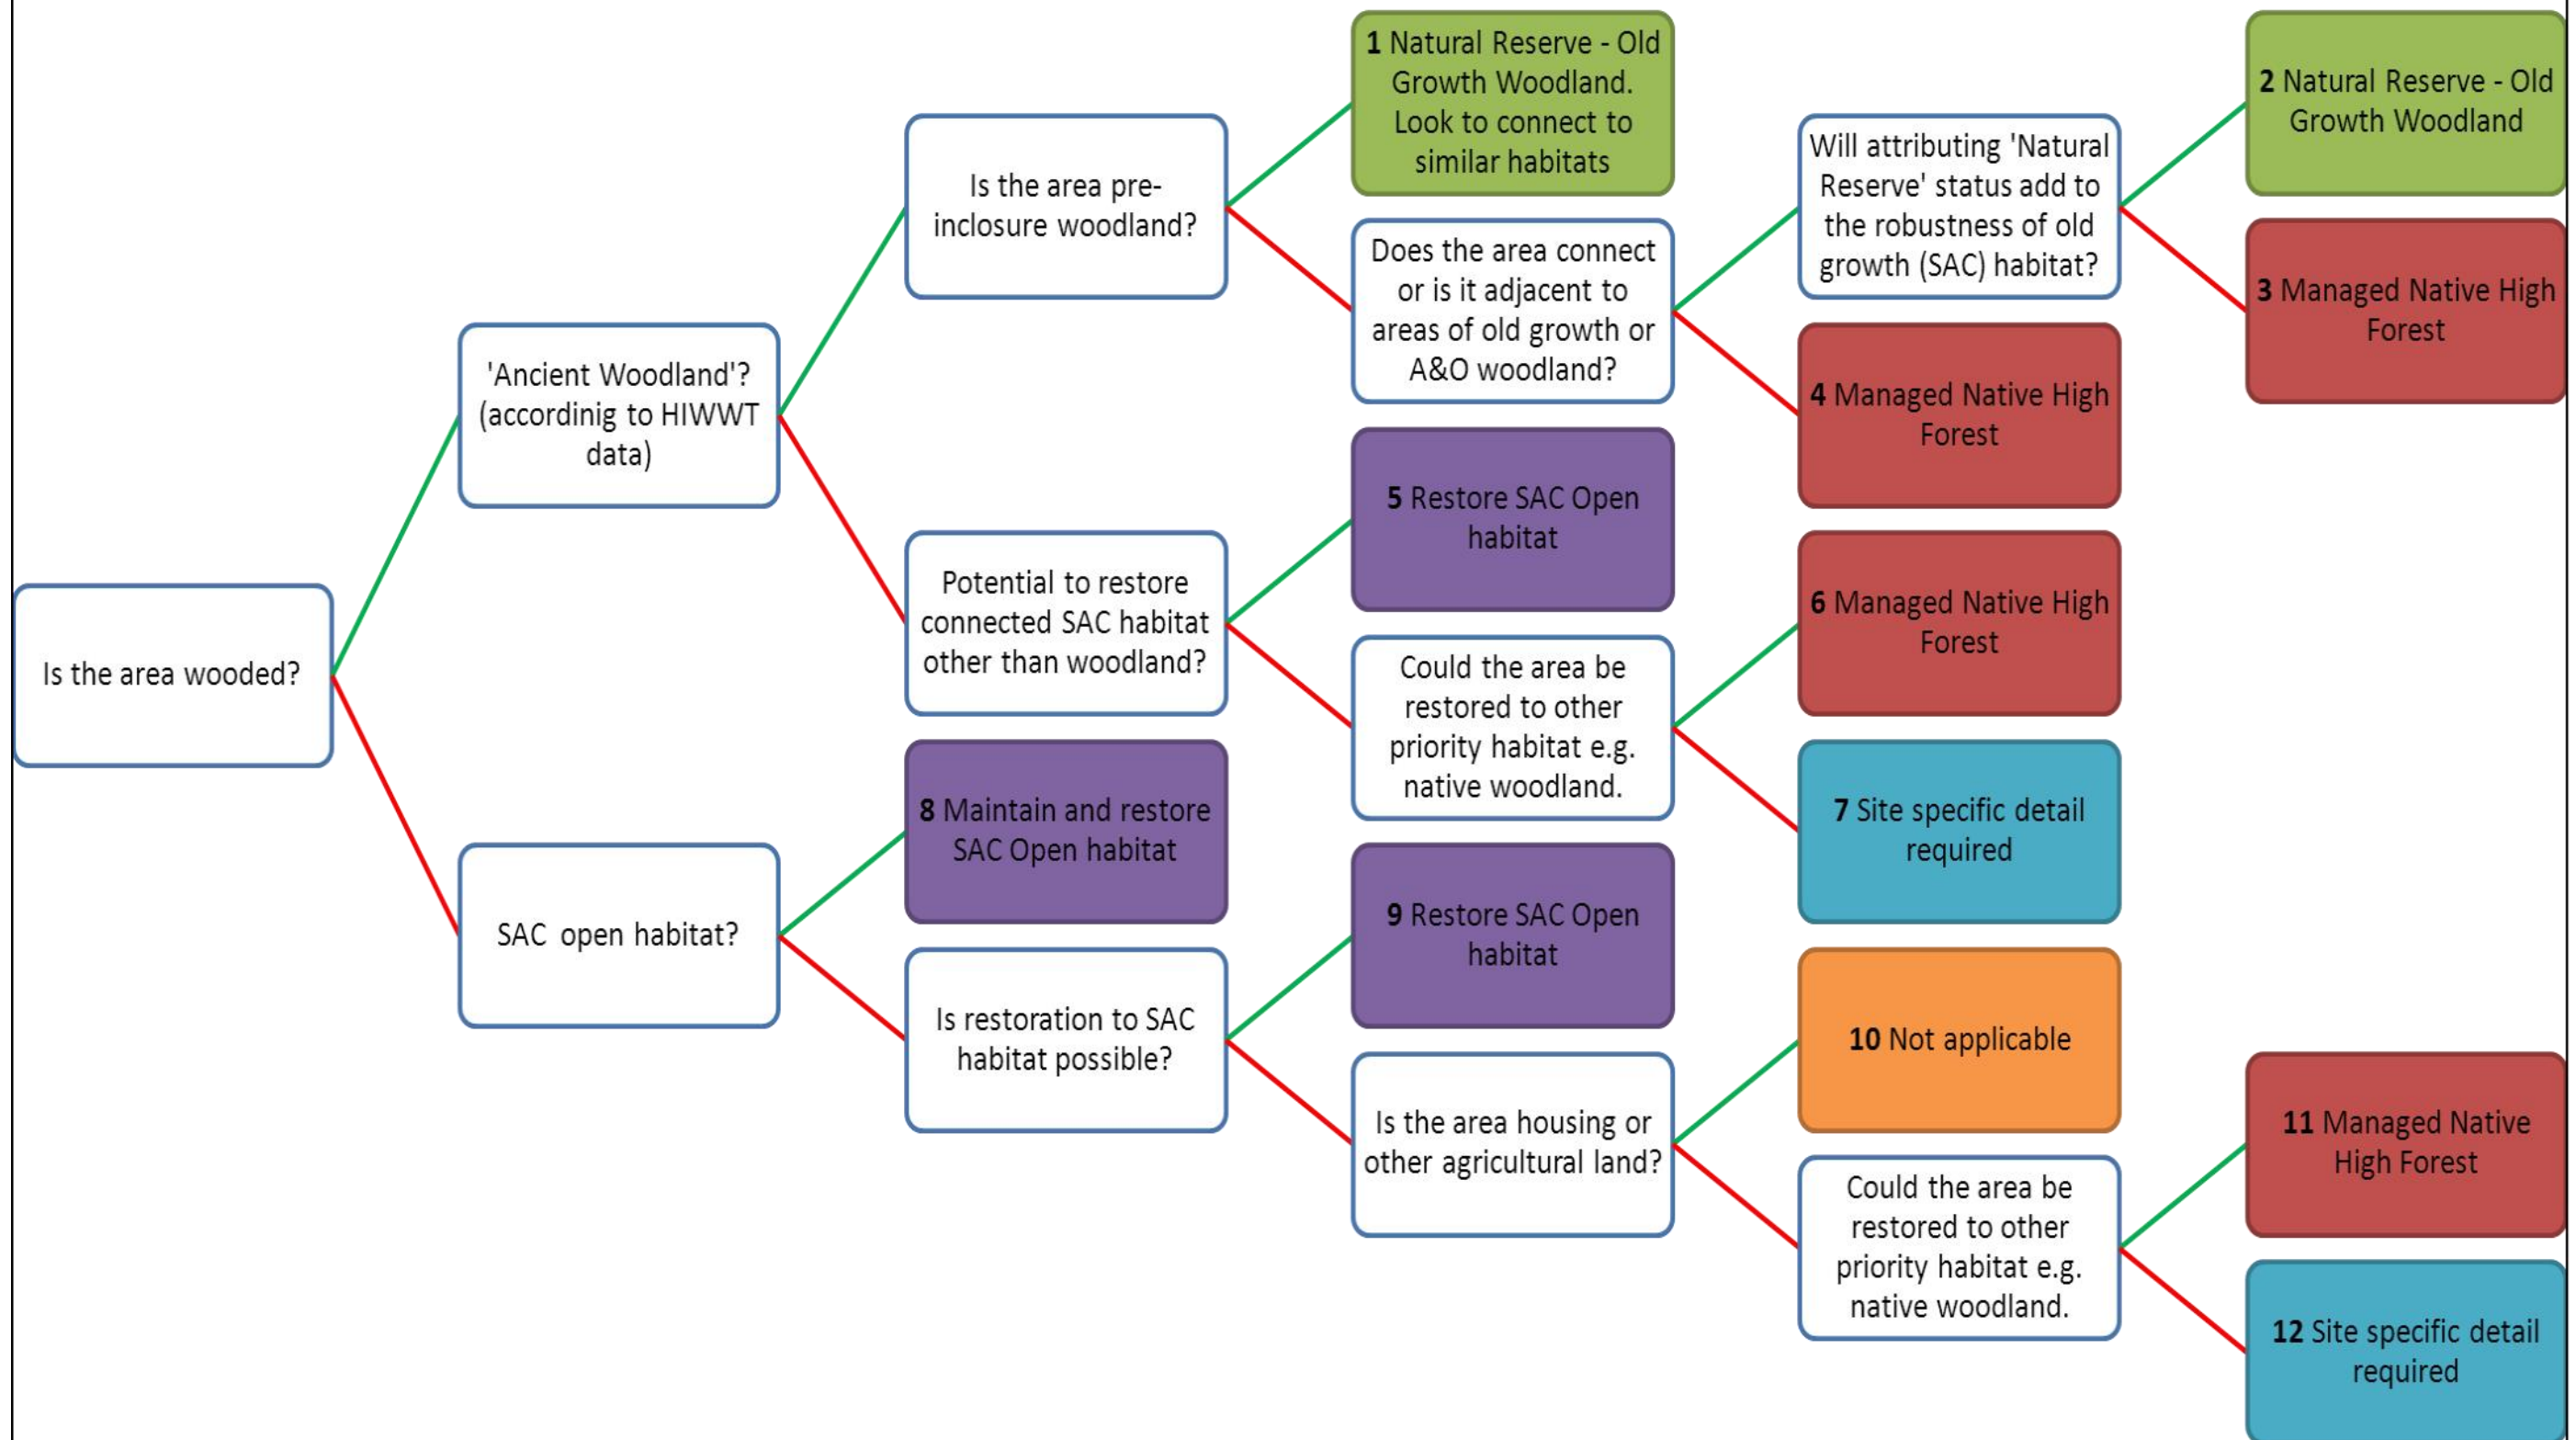 Is the area wooded?
'Ancient Woodland'?
(accordinig to HIWWT
data)
SAC open habitat?
Is the area pre-
inclosure woodland?
Potential to restore
connected SAC habitat
other than woodland?
8 Maintain and restore
SAC Open habitat
Is restoration to SAC
habitat possible?
1 Natural Reserve - Old
Growth Woodland.
Look to connect to
similar habitats
Does the area connect
or is it adjacent to
areas of old growth or
A&O woodland?
5 Restore SAC Open
habitat
Could the area be
restored to other
priority habitat e.g.
native woodland.
9 Restore SAC Open
habitat
Is the area housing or
other agricultural land?
Will attributing 'Natural
Reserve' status add to
the robustness of old
growth (SAC) habitat?
4 Managed Native High
Forest
6 Managed Native High
Forest
7 Site specific detail
required
10 Not applicable
Could the area be
restored to other
priority habitat e.g.
native woodland.
2 Natural Reserve - Old
Growth Woodland
3 Managed Native High
Forest
11 Managed Native
High Forest
12 Site specific detail
required